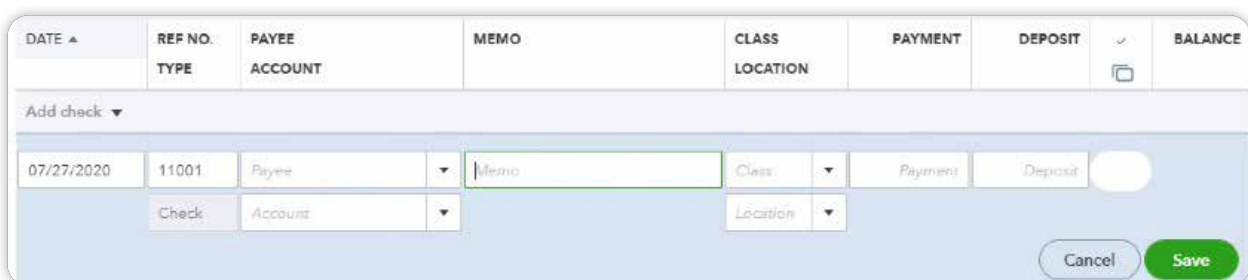 DATE REF NO. PAYEE MEMO CLASS PAYMENT DEPOSIT BALANCE
TYPE ACCOUNT LOCATION
Add check
07/27/2020 11001 Payee Memo Class Payment Deposit
Check Account Location
Cancel Save